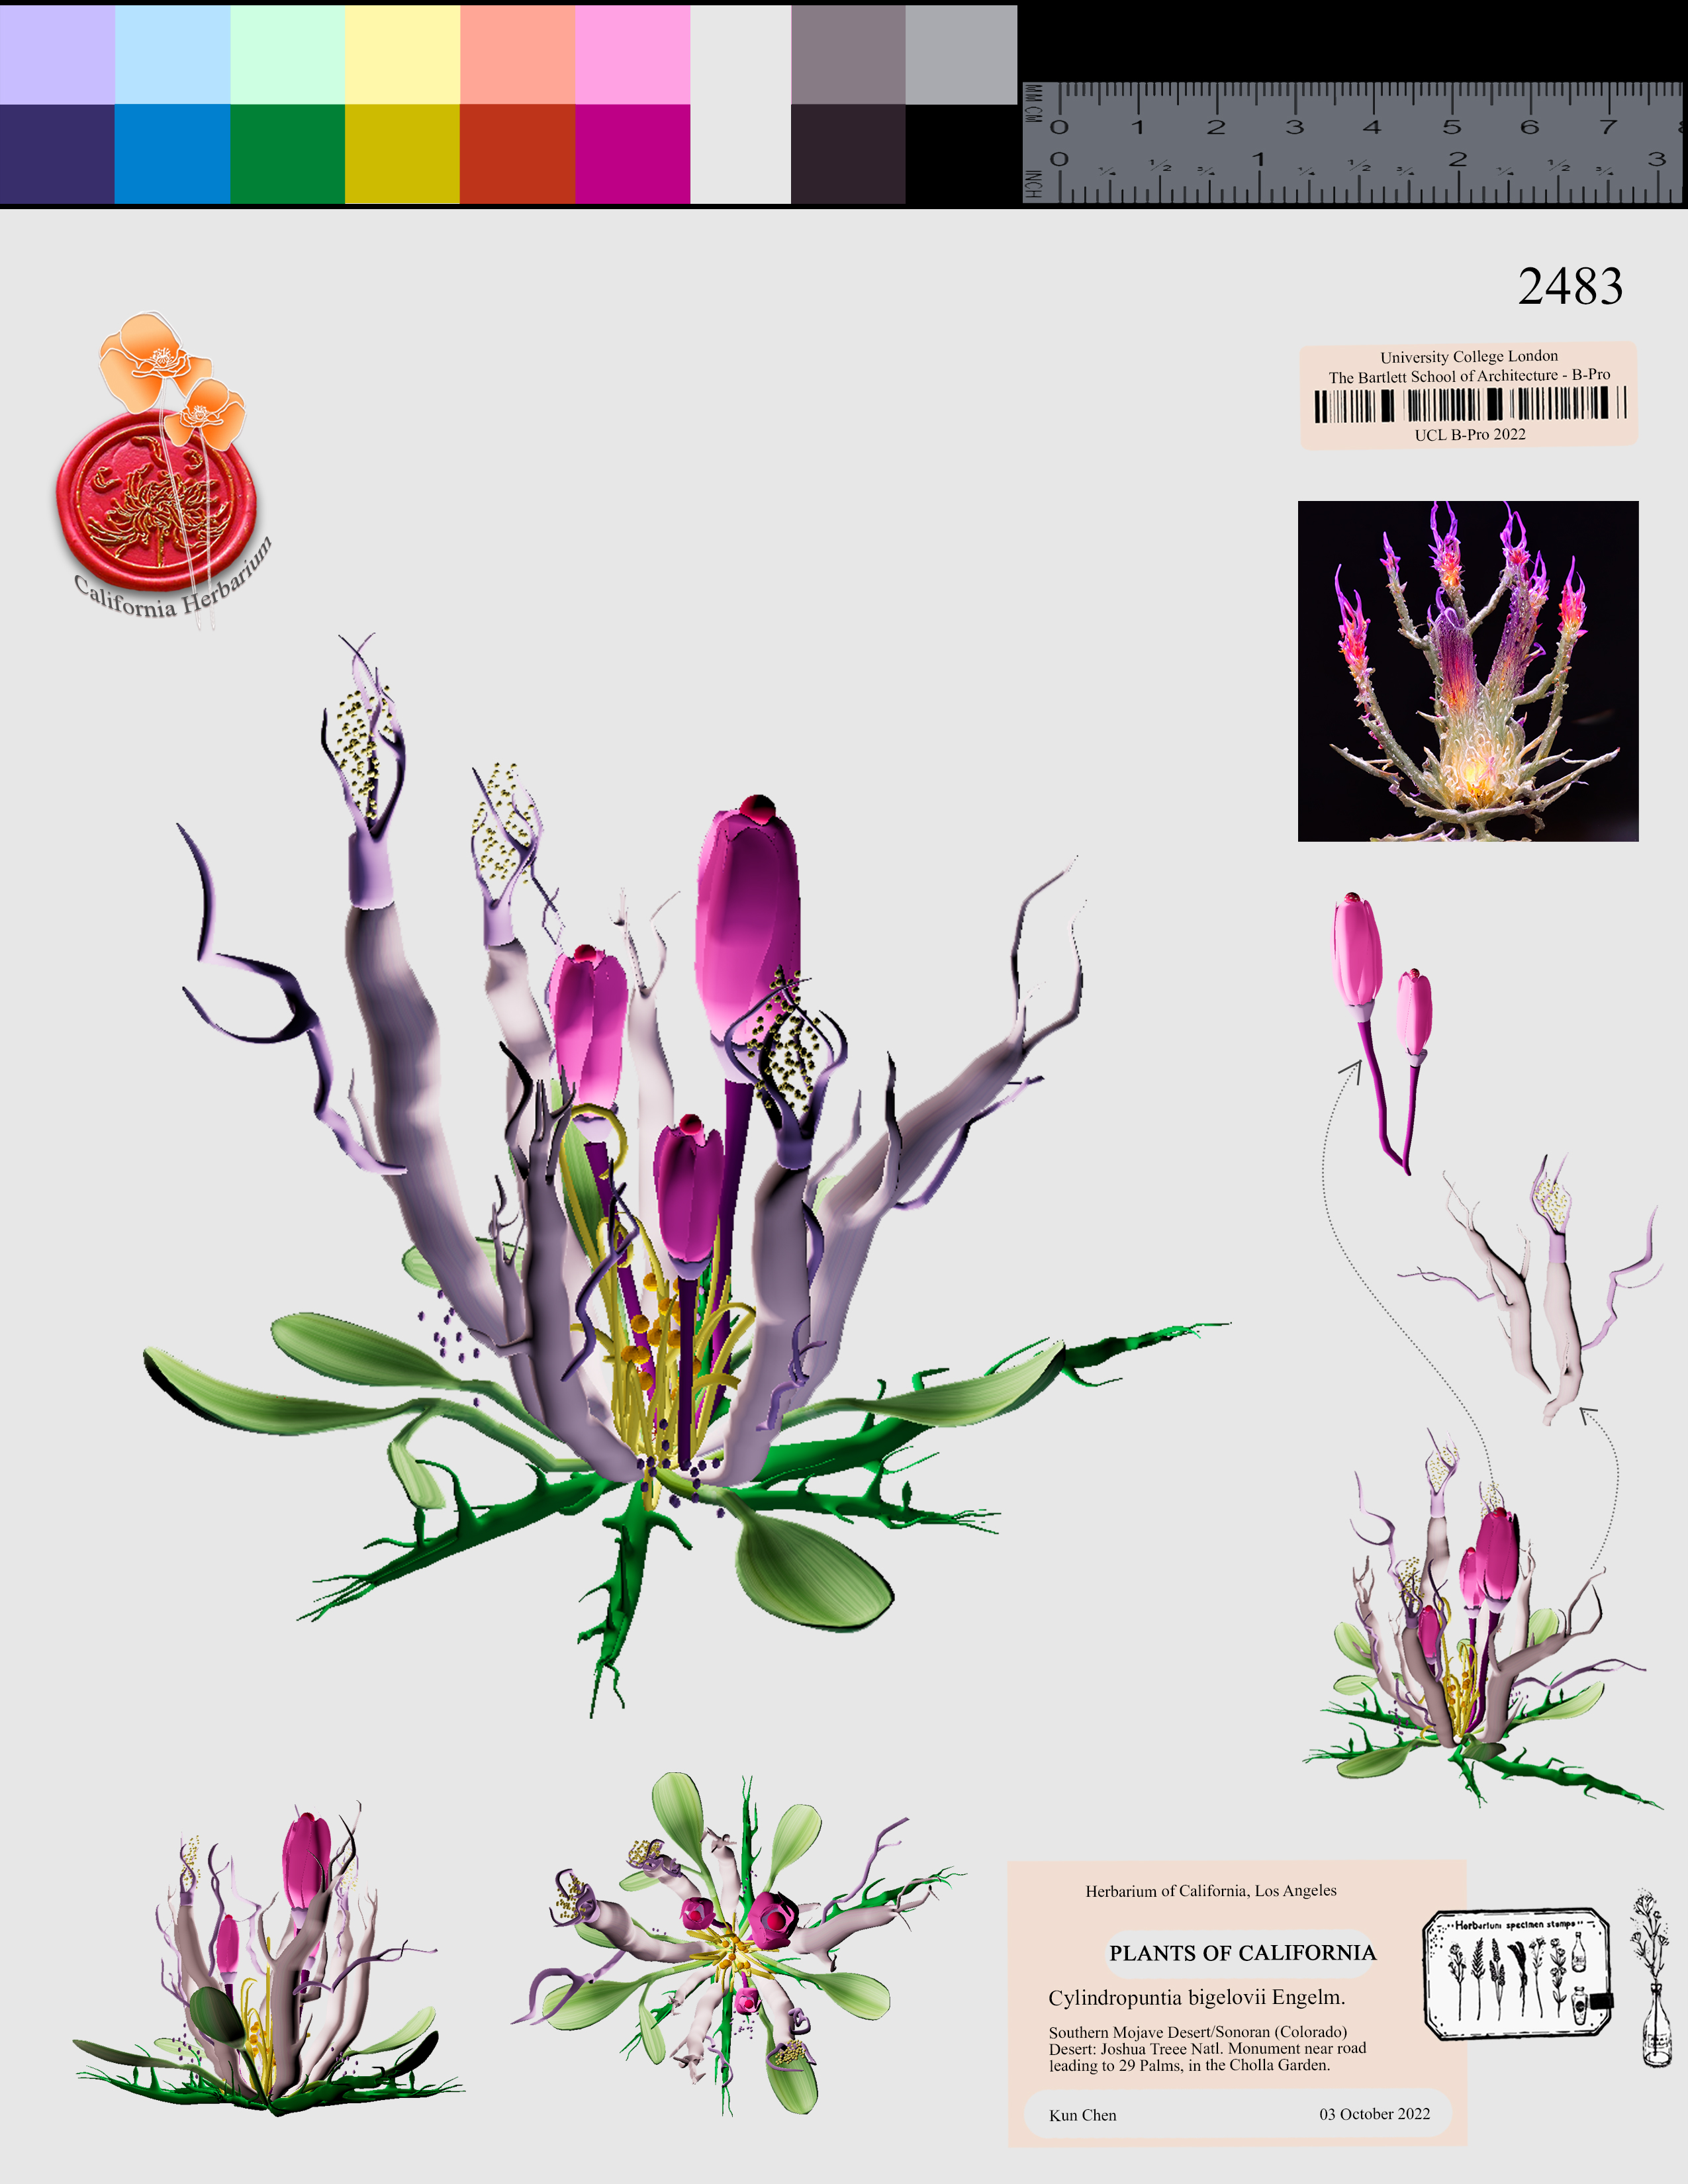 MM CM 0 1 2 3 4 5 6 7 8
0 1/4 1/2 3/4 1 1/4 1/2 3/4 2 1/4 1/2 3/4 3
INCH
2483
University College London
The Bartlett School of Architecture - B-Pro
UCL B-Pro 2022
California Herbarium
Herbarium of California, Los Angeles
PLANTS OF CALIFORNIA
Cylindropuntia bigelovii Engelm.
Southern Mojave Desert/Sonoran (Colorado)
Desert: Joshua Treee Natl. Monument near road
leading to 29 Palms, in the Cholla Garden.
Kun Chen 03 October 2022
Herbarium specimen stamps